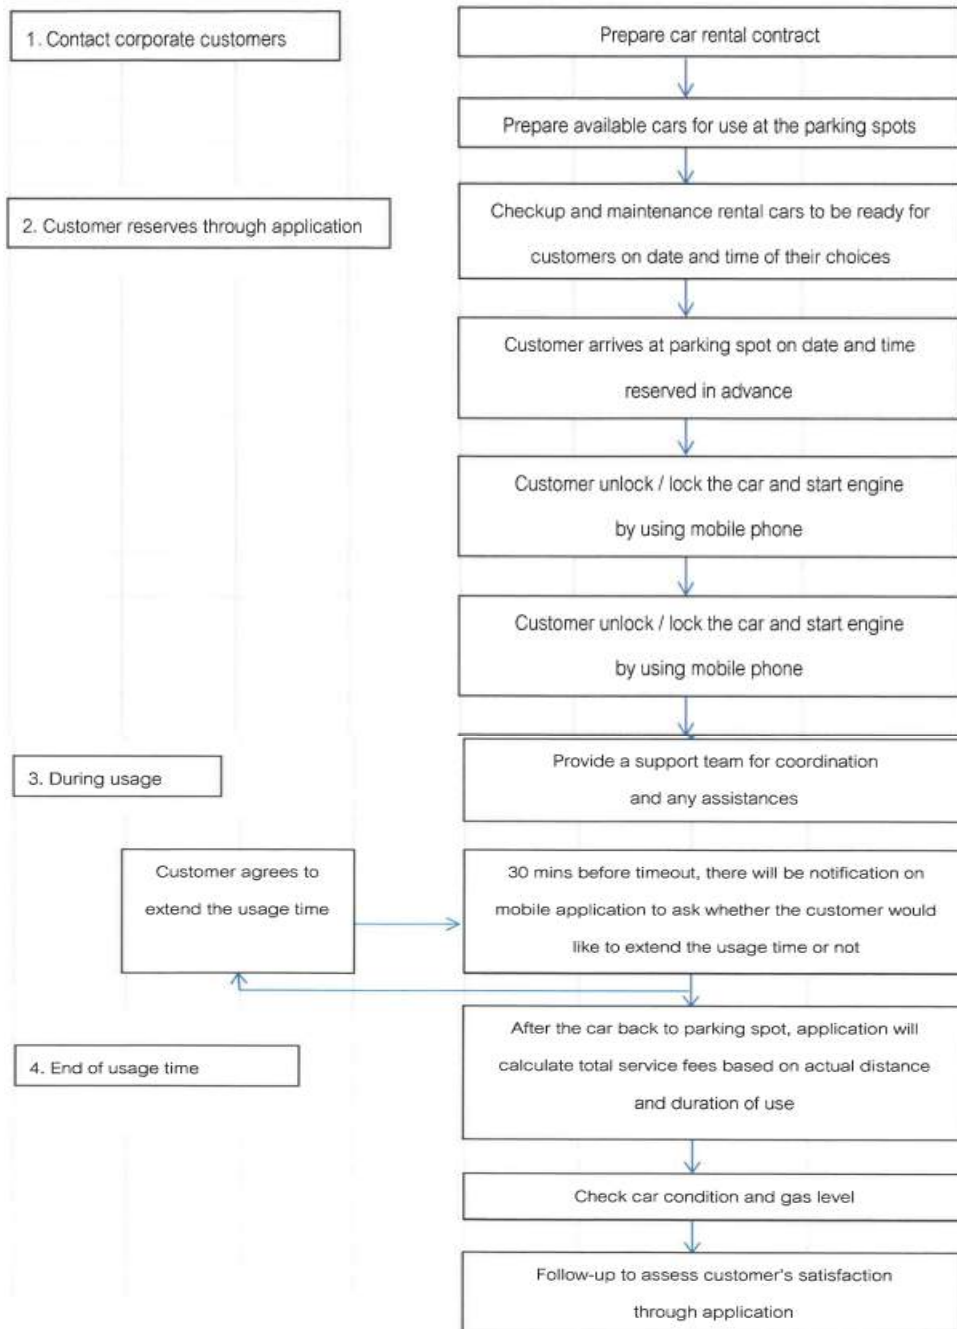 1. Contact corporate customers
Prepare car rental contract
Prepare available cars for use at the parking spots
2. Customer reserves through application
Checkup and maintenance rental cars to be ready for
customers on date and time of their choices
Customer arrives at parking spot on date and time
reserved in advance
Customer unlock / lock the car and start engine
by using mobile phone
Customer unlock / lock the car and start engine
by using mobile phone
3. During usage
Provide a support team for coordination
and any assistances
Customer agrees to
extend the usage time
30 mins before timeout, there will be notification on
mobile application to ask whether the customer would
like to extend the usage time or not
4. End of usage time
After the car back to parking spot, application will
calculate total service fees based on actual distance
and duration of use
Check car condition and gas level
Follow-up to assess customer's satisfaction
through application